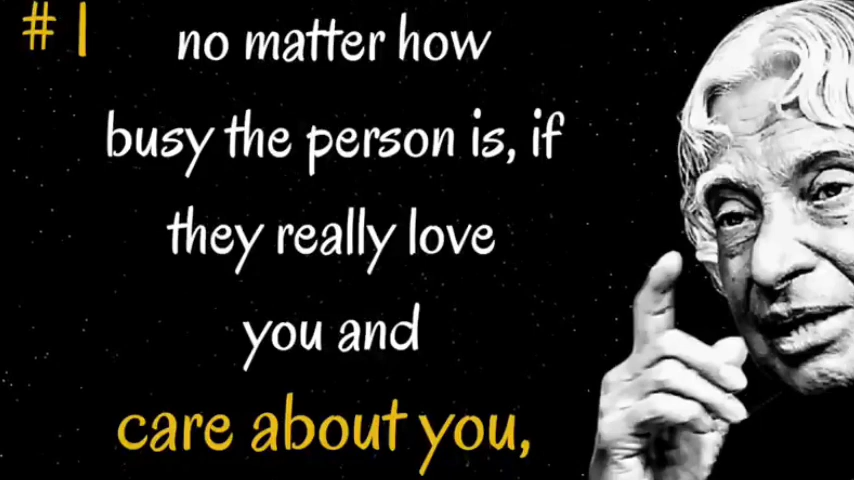 # 1
no matter how
busy the person is, if
they really love
you and
care about you,